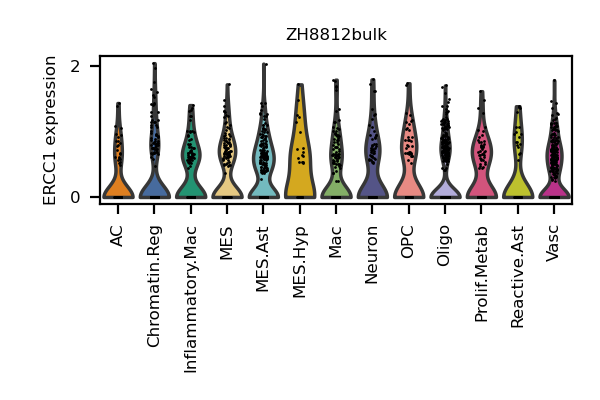 ZH8812bulk
ERCC1 expression
2
0
AC
Chromatin.Reg
Inflammatory.Mac
MES
MES.Ast
MES.Hyp
Mac
Neuron
OPC
Oligo
Prolif.Metab
Reactive.Ast
Vasc